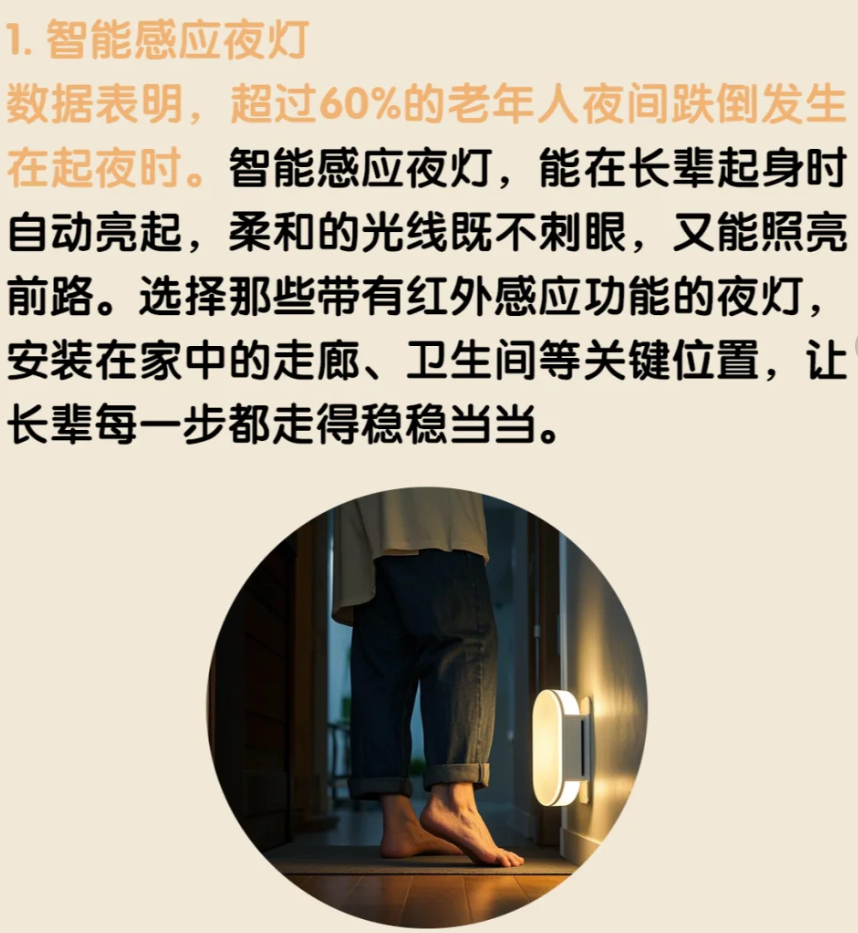 1. 智能感应夜灯
数据表明，超过60%的老年人夜间跌倒发生
在起夜时。智能感应夜灯，能在长辈起身时
自动亮起，柔和的光线既不刺眼，又能照亮
前路。选择那些带有红外感应功能的夜灯，
安装在家中的走廊、卫生间等关键位置，让
长辈每一步都走得稳稳当当。